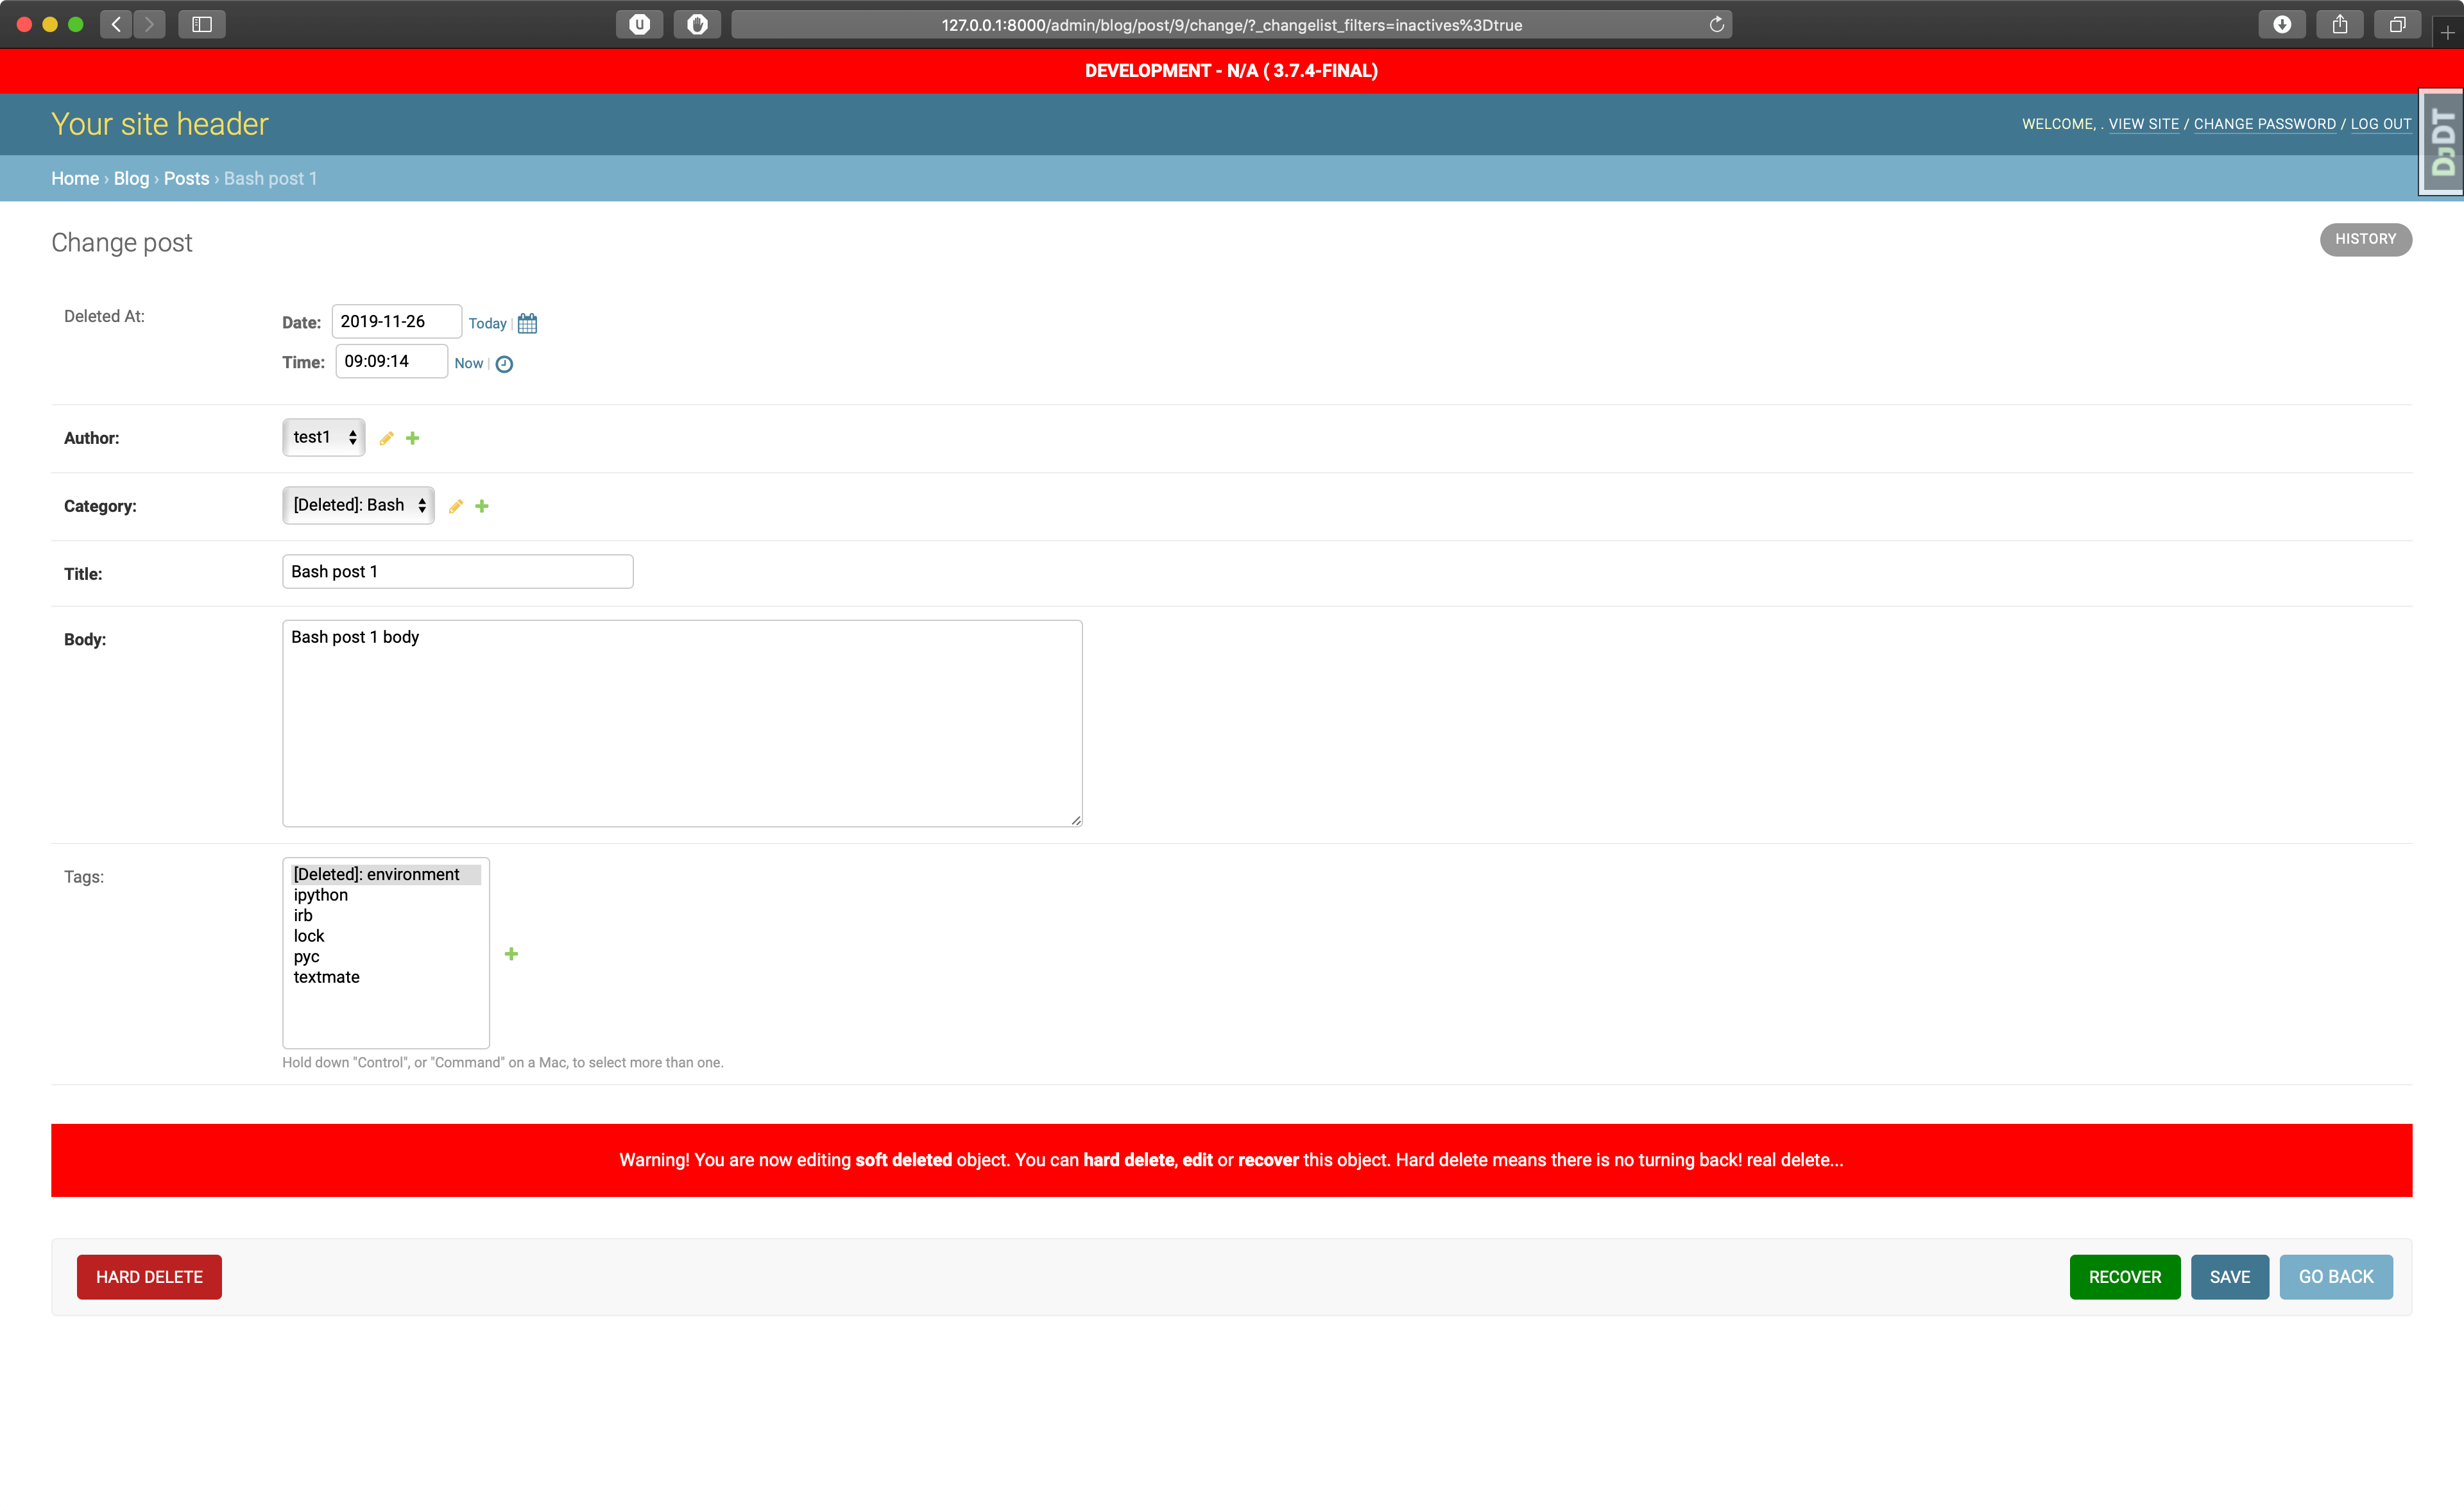 127.0.0.1:8000/admin/blog/post/9/change/?_changelist_filters=inactives%3Dtrue
DEVELOPMENT - N/A ( 3.7.4-FINAL)
Your site header
WELCOME, . VIEW SITE / CHANGE PASSWORD / LOG OUT
DJDT
Home › Blog › Posts › Bash post 1
Change post
HISTORY
Deleted At:
Date: 2019-11-26 Today |
Time: 09:09:14 Now |
Author: test1
Category: [Deleted]: Bash
Title: Bash post 1
Body: Bash post 1 body
Tags: [Deleted]: environment
ipython
irb
lock
pyc
textmate
Hold down "Control", or "Command" on a Mac, to select more than one.
Warning! You are now editing soft deleted object. You can hard delete, edit or recover this object. Hard delete means there is no turning back! real delete...
HARD DELETE RECOVER SAVE GO BACK